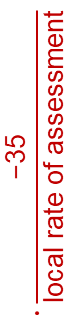 –35
· local rate of assessment